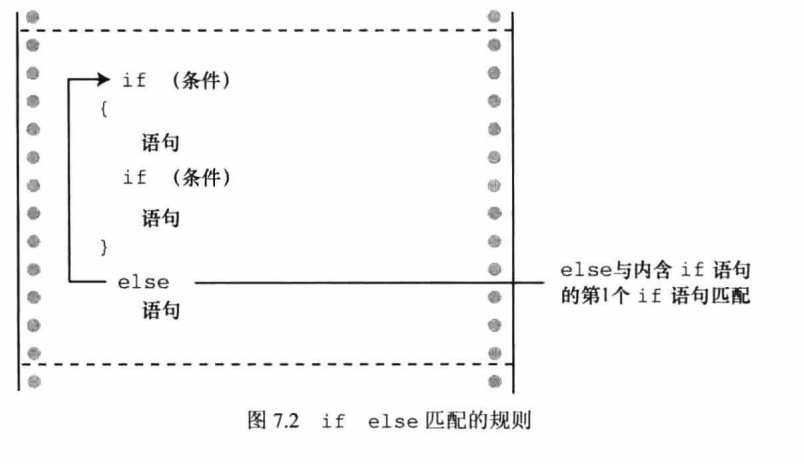 if （条件）
{
语句
if （条件）
语句
}
else
语句
else与内含 if 语句
的第1个 if 语句匹配
图 7.2 if else 匹配的规则